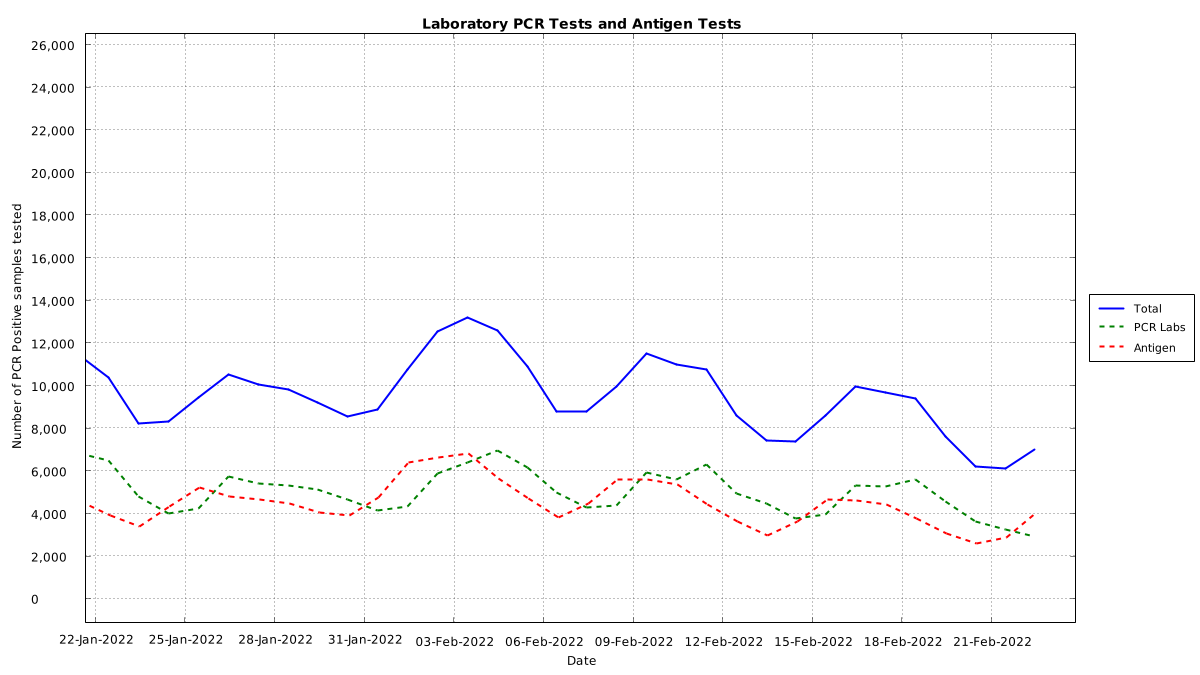 Laboratory PCR Tests and Antigen Tests
26,000
24,000
22,000
20,000
18,000
16,000
14,000
12,000
10,000
8,000
6,000
4,000
2,000
0
Number of PCR Positive samples tested
22-Jan-2022 25-Jan-2022 28-Jan-2022 31-Jan-2022 03-Feb-2022 06-Feb-2022 09-Feb-2022 12-Feb-2022 15-Feb-2022 18-Feb-2022 21-Feb-2022
Date
Total
PCR Labs
Antigen